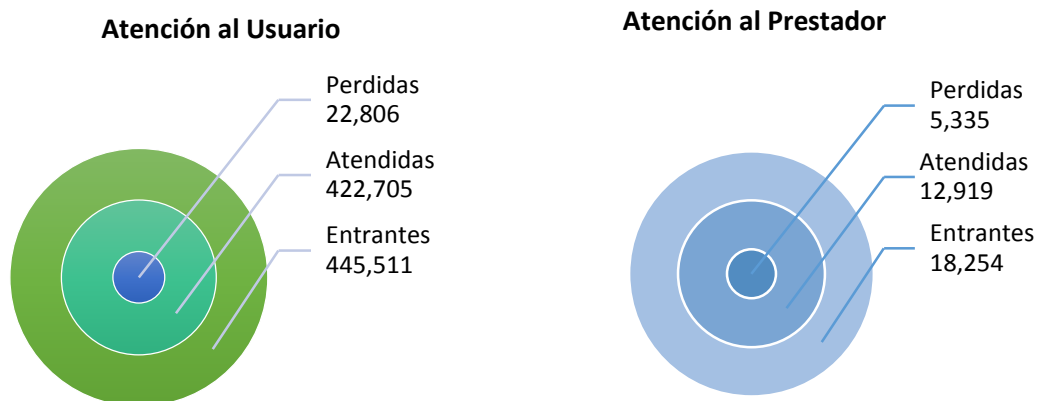 Atención al Usuario
Perdidas
22,806
Atendidas
422,705
Entrantes
445,511
Atención al Prestador
Perdidas
5,335
Atendidas
12,919
Entrantes
18,254